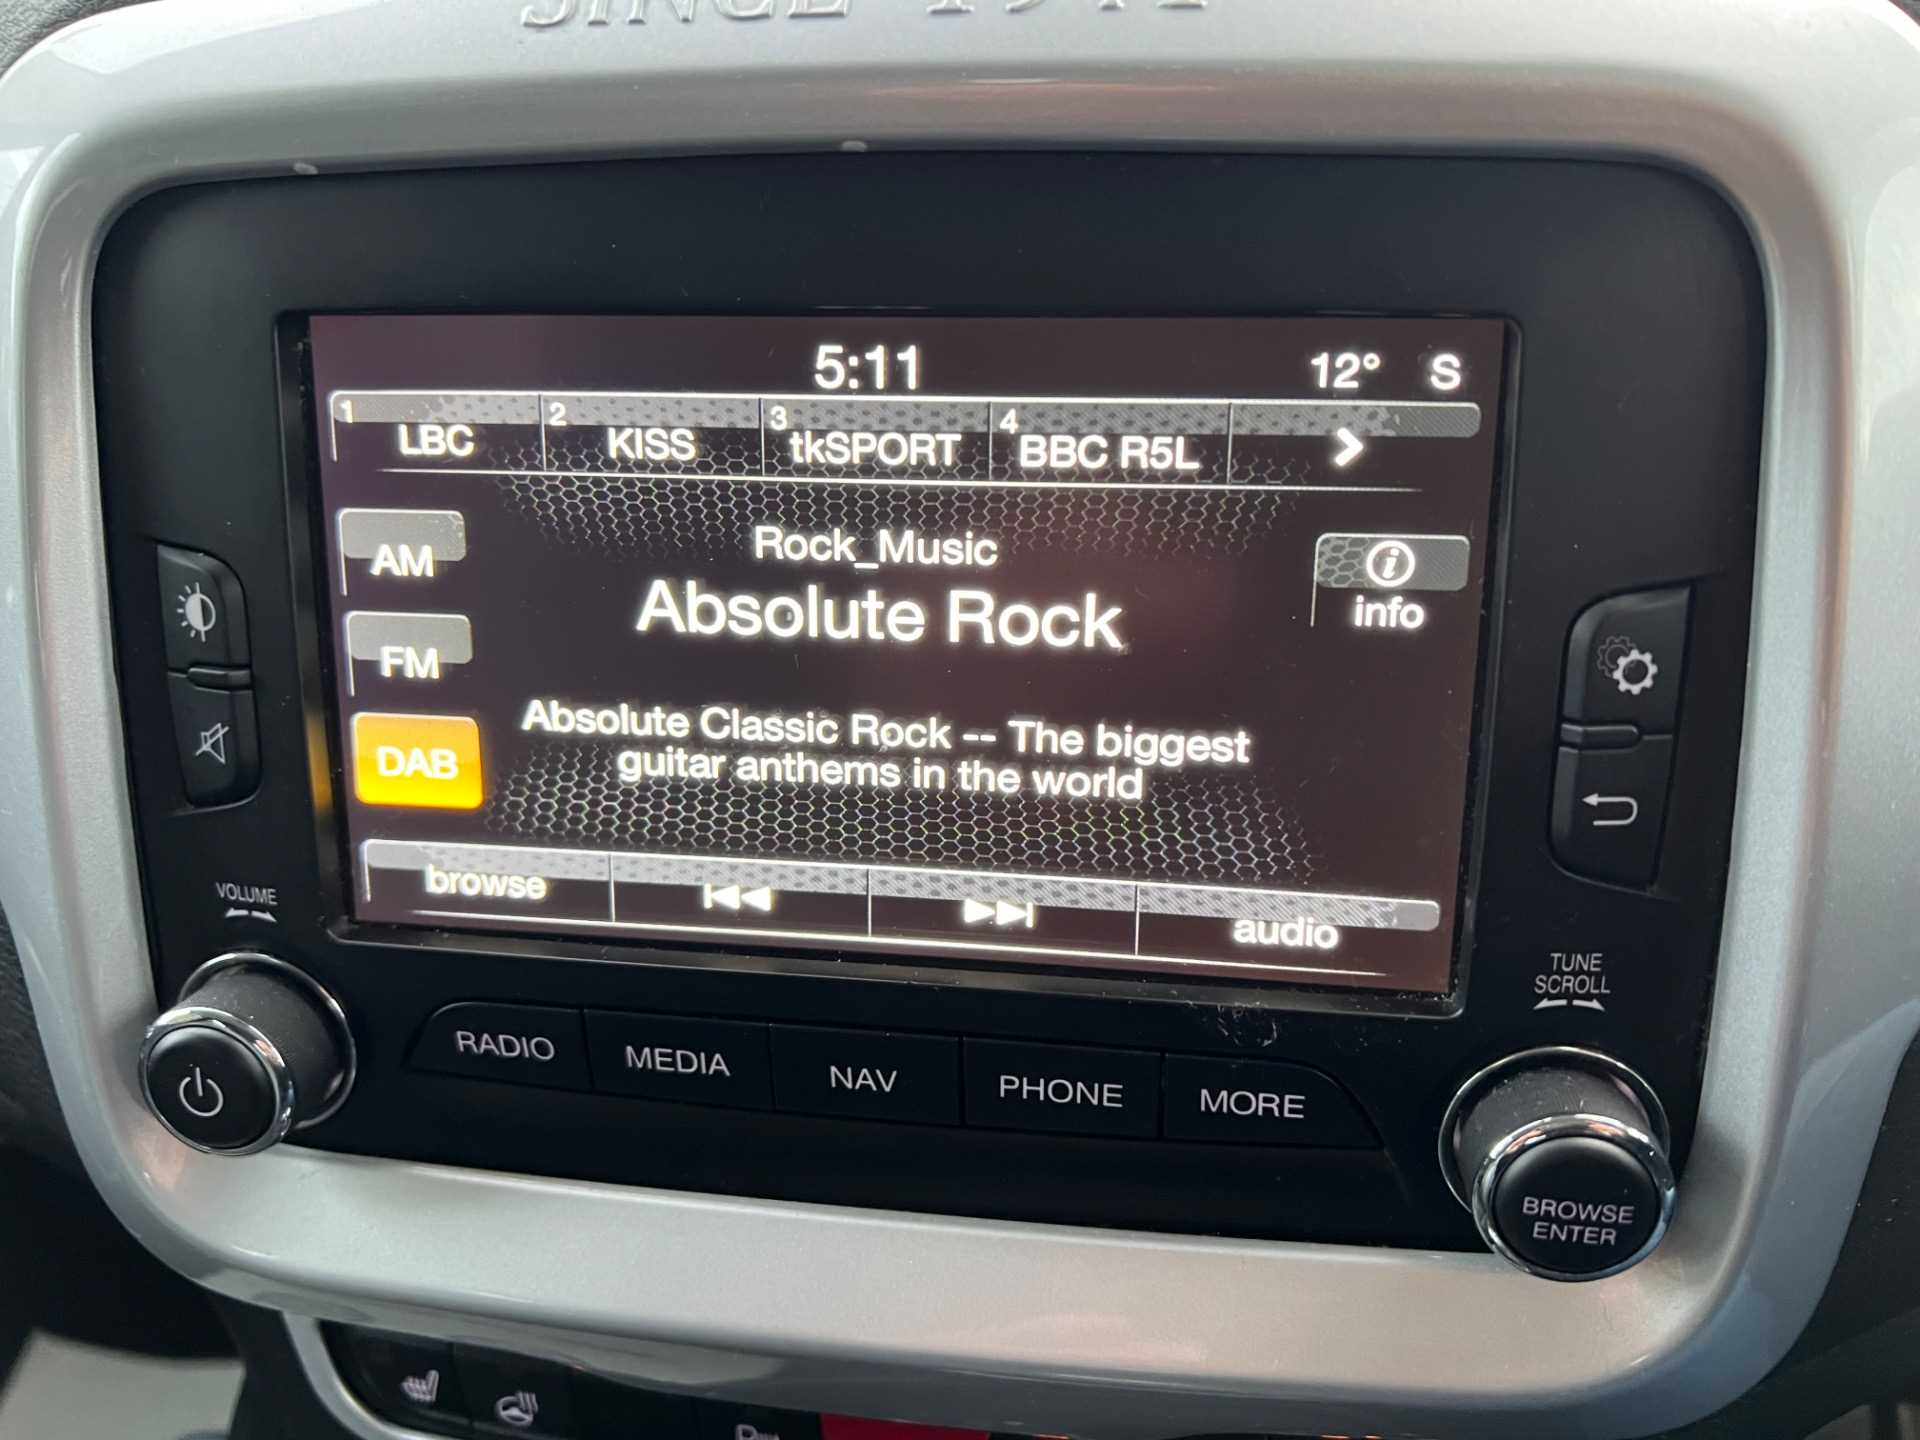 SINCE 1941
5:11
12° S
1 LBC
2 KISS
3 tkSPORT
4 BBC R5L
AM
FM
DAB
Rock_Music
Absolute Rock
info
Absolute Classic Rock -- The biggest
guitar anthems in the world
browse
audio
VOLUME
TUNE
SCROLL
RADIO
MEDIA
NAV
PHONE
MORE
BROWSE
ENTER